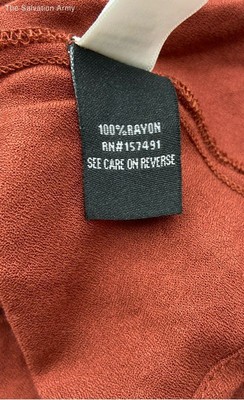 The Salvation Army
100%RAYON
RN#157491
SEE CARE ON REVERSE